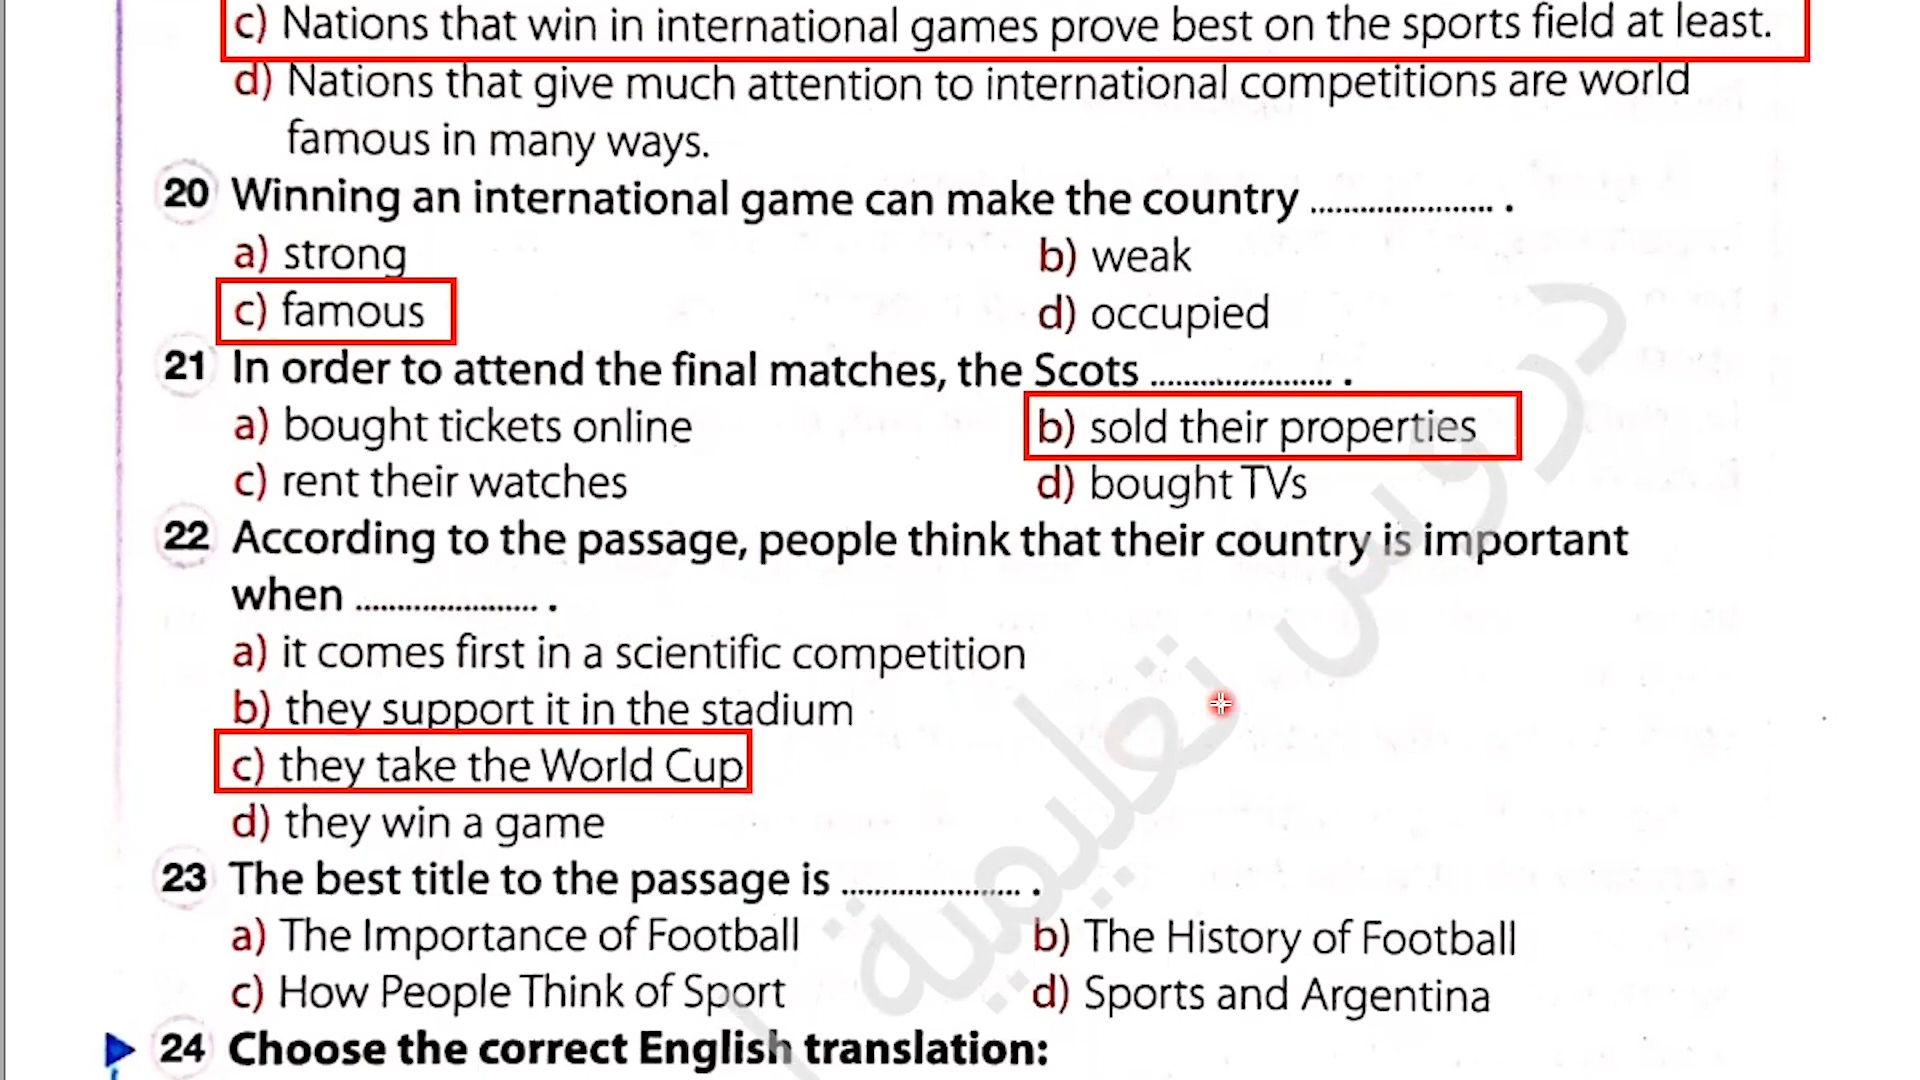 c) Nations that win in international games prove best on the sports field at least.
d) Nations that give much attention to international competitions are world
famous in many ways.
20 Winning an international game can make the country ...................... .
a) strong b) weak
c) famous d) occupied
21 In order to attend the final matches, the Scots ...................... .
a) bought tickets online b) sold their properties
c) rent their watches d) bought TVs
22 According to the passage, people think that their country is important
when ...................... .
a) it comes first in a scientific competition
b) they support it in the stadium
c) they take the World Cup
d) they win a game
23 The best title to the passage is ...................... .
a) The Importance of Football b) The History of Football
c) How People Think of Sport d) Sports and Argentina
24 Choose the correct English translation:
دروس تعليمية